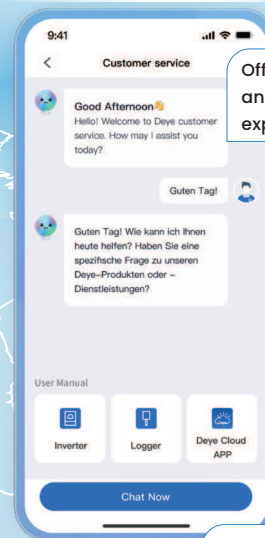 9:41
Customer service
Off
an
exp
Good Afternoon👋
Hello! Welcome to Deye customer
service. How may I assist you
today?
Guten Tag!
Guten Tag! Wie kann ich Ihnen
heute helfen? Haben Sie eine
spezifische Frage zu unseren
Deye-Produkten oder -
Dienstleistungen?
User Manual
Inverter
Logger
Deye Cloud
APP
Chat Now